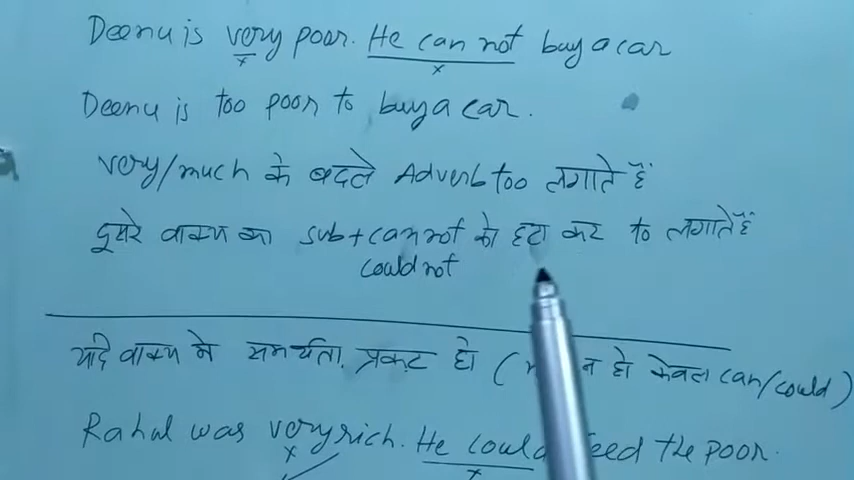 Deenu is very poor. He can not buy a car
Deenu is too poor to buy a car.
very/much के बदले Adverb too लगाते हैं
दूसरे वाक्य का sub+can not को हटा कर to लगाते हैं
could not
यदि वाक्य मे समर्थता प्रकट हो ( न हो केवल can/could)
Rahul was very rich. He could feed the poor.